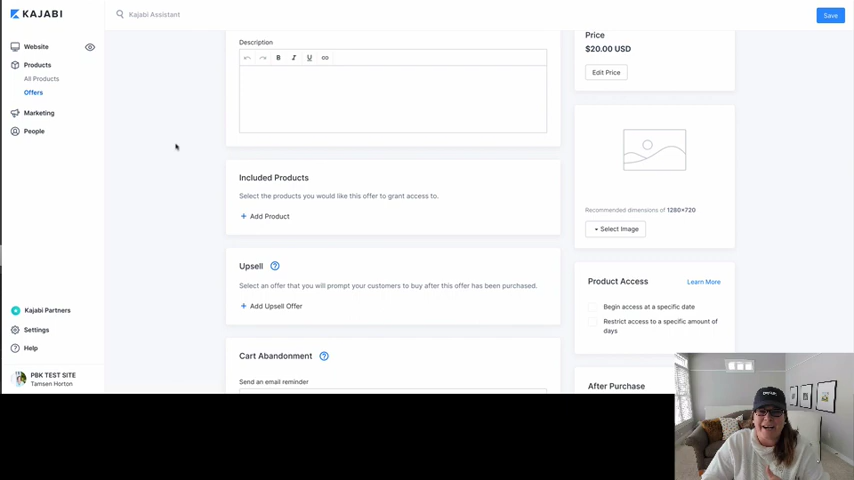 KAJABI
Kajabi Assistant
Save
Website
Products
All Products
Offers
Marketing
People
Kajabi Partners
Settings
Help
PBK TEST SITE
Tamsen Horton
Description
B I U
Included Products
Select the products you would like this offer to grant access to.
+ Add Product
Upsell ?
Select an offer that you will prompt your customers to buy after this offer has been purchased.
+ Add Upsell Offer
Cart Abandonment ?
Send an email reminder
Price
$20.00 USD
Edit Price
Recommended dimensions of 1280×720
+ Select Image
Product Access
Learn More
Begin access at a specific date
Restrict access to a specific amount of
days
After Purchase